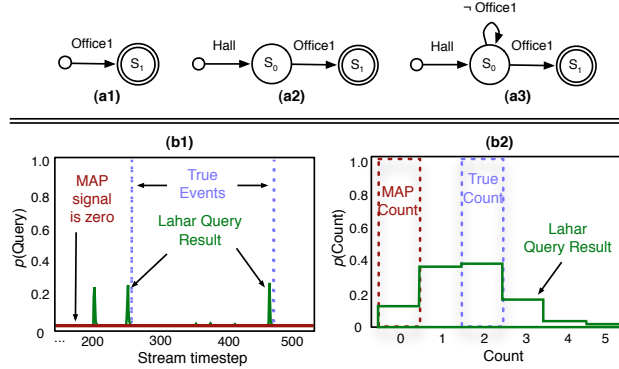 Office1
S1
(a1)
Hall
S0
Office1
S1
(a2)
¬ Office1
Hall
S0
Office1
S1
(a3)
(b1)
p(Query)
1.0
0.8
0.6
0.4
0.2
0
MAP
signal
is zero
True
Events
Lahar Query
Result
... 200 300 400 500
Stream timestep
(b2)
p(Count)
1.0
0.8
0.6
0.4
0.2
0
MAP
Count
True
Count
Lahar
Query Result
0 1 2 3 4 5
Count